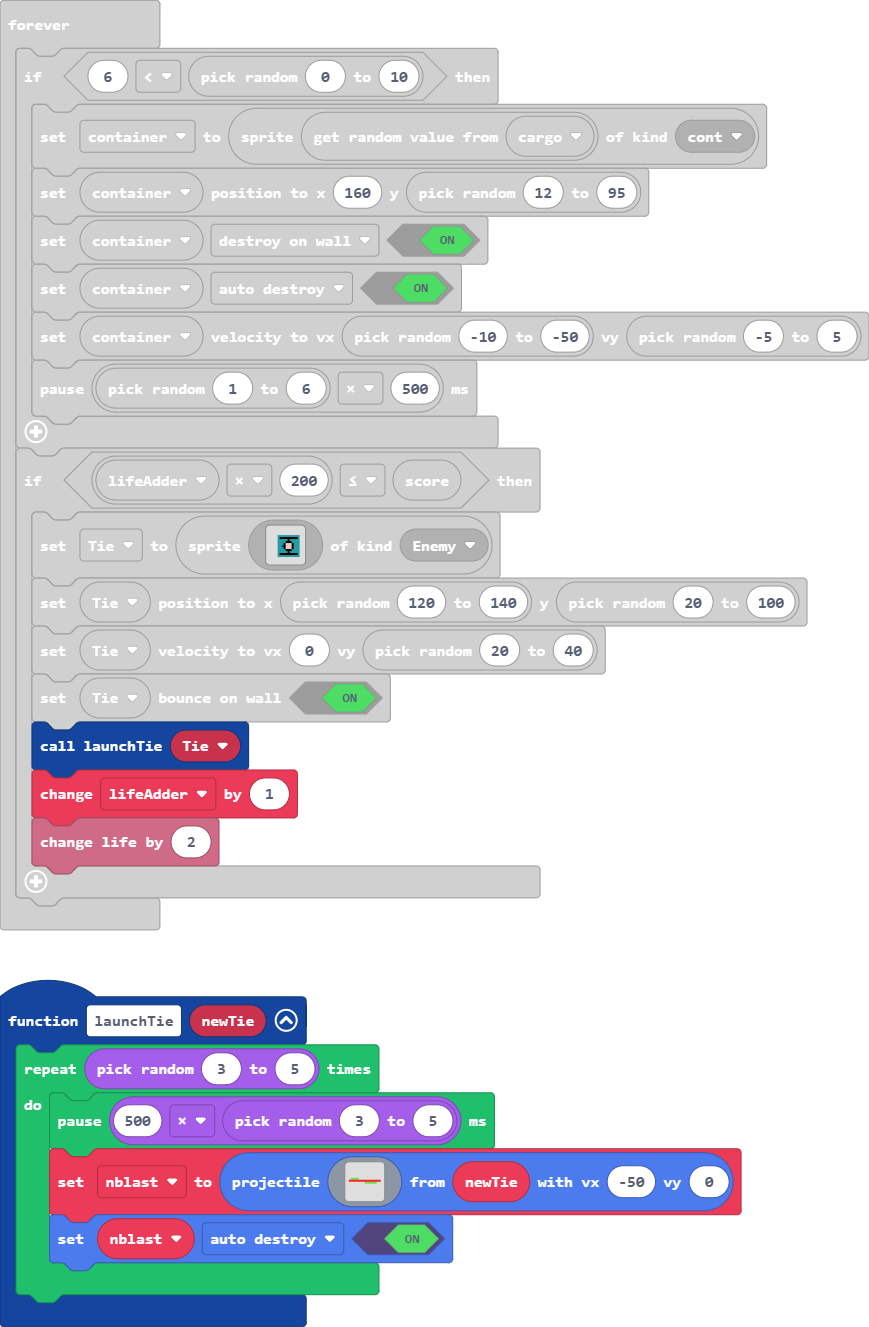 forever
if 6 < pick random 0 to 10 then
set container to sprite get random value from cargo of kind cont
set container position to x 160 y pick random 12 to 95
set container destroy on wall ON
set container auto destroy ON
set container velocity to vx pick random -10 to -50 vy pick random -5 to 5
pause pick random 1 to 6 × 500 ms
if lifeAdder × 200 ≤ score then
set Tie to sprite of kind Enemy
set Tie position to x pick random 120 to 140 y pick random 20 to 100
set Tie velocity to vx 0 vy pick random 20 to 40
set Tie bounce on wall ON
call launchTie Tie
change lifeAdder by 1
change life by 2
function launchTie newTie
repeat pick random 3 to 5 times
do
pause 500 × pick random 3 to 5 ms
set nblast to projectile from newTie with vx -50 vy 0
set nblast auto destroy ON